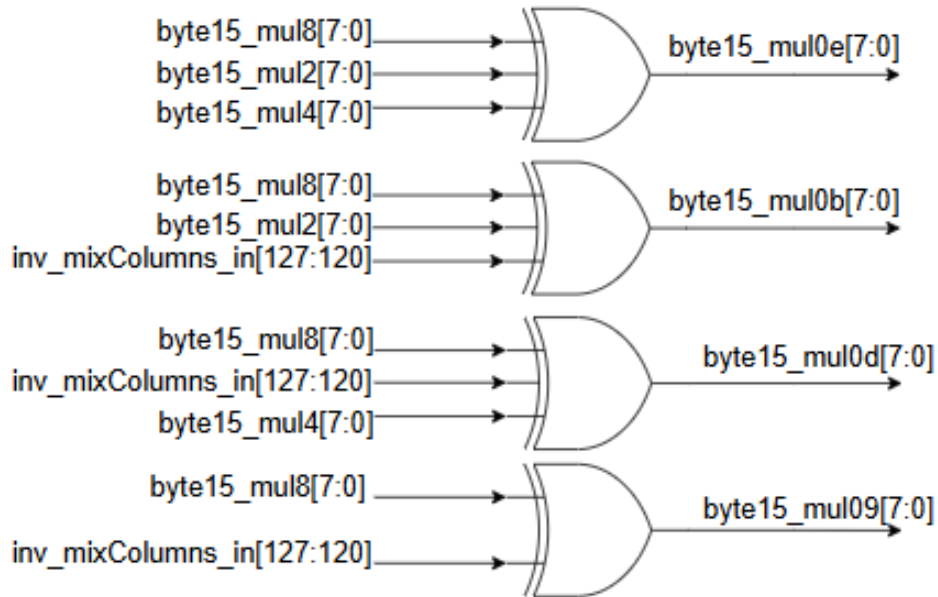 byte15_mul8[7:0]
byte15_mul2[7:0]
byte15_mul4[7:0]
byte15_mul0e[7:0]
byte15_mul8[7:0]
byte15_mul2[7:0]
inv_mixColumns_in[127:120]
byte15_mul0b[7:0]
byte15_mul8[7:0]
inv_mixColumns_in[127:120]
byte15_mul4[7:0]
byte15_mul0d[7:0]
byte15_mul8[7:0]
inv_mixColumns_in[127:120]
byte15_mul09[7:0]